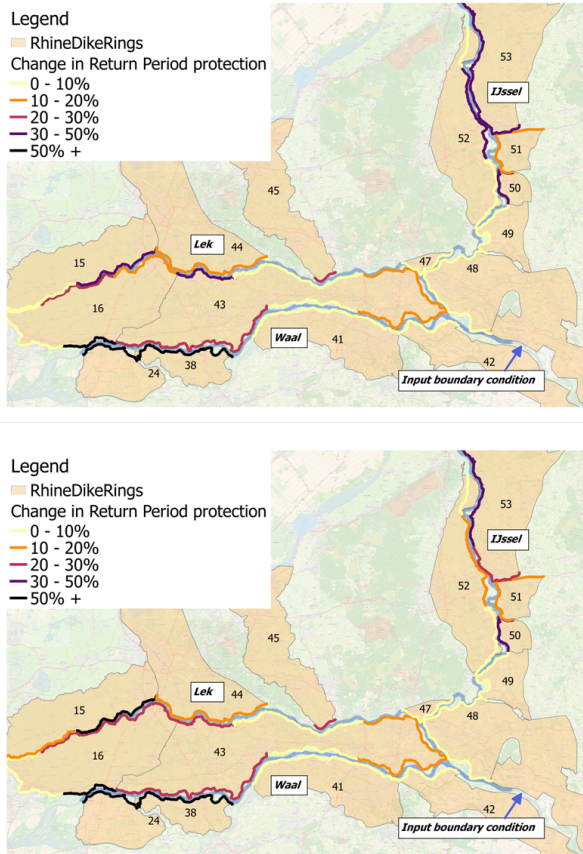 Legend
RhineDikeRings
Change in Return Period protection
0 - 10%
10 - 20%
20 - 30%
30 - 50%
50% +
53
IJssel
52
51
50
45
49
Lek
44
47
48
15
16
43
Waal
41
42
24
38
Input boundary condition
Legend
RhineDikeRings
Change in Return Period protection
0 - 10%
10 - 20%
20 - 30%
30 - 50%
50% +
53
IJssel
52
51
50
45
49
Lek
44
47
48
15
16
43
Waal
41
42
24
38
Input boundary condition